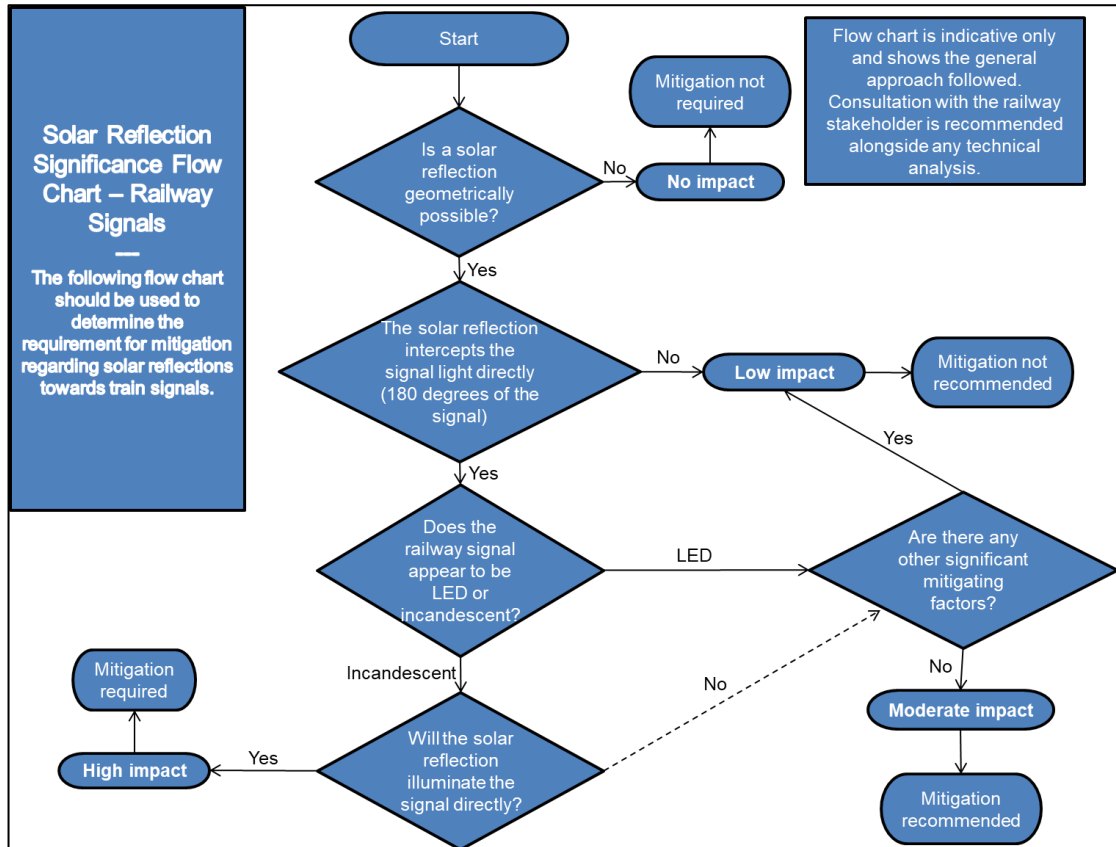 Solar Reflection
Significance Flow
Chart – Railway
Signals
---
The following flow chart
should be used to
determine the
requirement for mitigation
regarding solar reflections
towards train signals.
Start
Flow chart is indicative only
and shows the general
approach followed.
Consultation with the railway
stakeholder is recommended
alongside any technical
analysis.
Mitigation not
required
Is a solar
reflection
geometrically
possible?
No
No impact
Yes
The solar reflection
intercepts the
signal light directly
(180 degrees of the
signal)
No
Low impact
Mitigation not
recommended
Yes
Yes
Does the
railway signal
appear to be
LED or
incandescent?
LED
Are there any
other significant
mitigating
factors?
Incandescent
No
No
Mitigation
required
Moderate impact
Will the solar
reflection
illuminate the
signal directly?
Yes
High impact
Mitigation
recommended